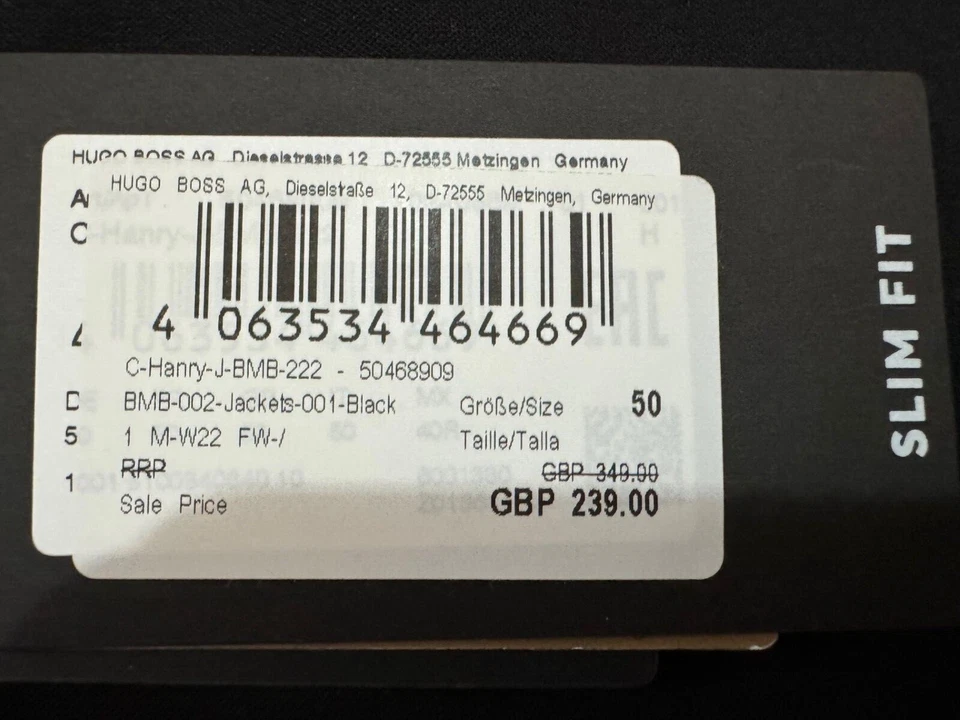 HUGO BOSS AG Dieselstrasse 12 D-72555 Metzingen Germany
HUGO BOSS AG, Dieselstraße 12, D-72555 Metzingen, Germany
4 063534 464669
C-Hanry-J-BMB-222 - 50468909
BMB-002-Jackets-001-Black
Größe/Size 50
1 M-W22 FW-/
Taille/Talla
RRP GBP 349.00
Sale Price GBP 239.00
SLIM FIT